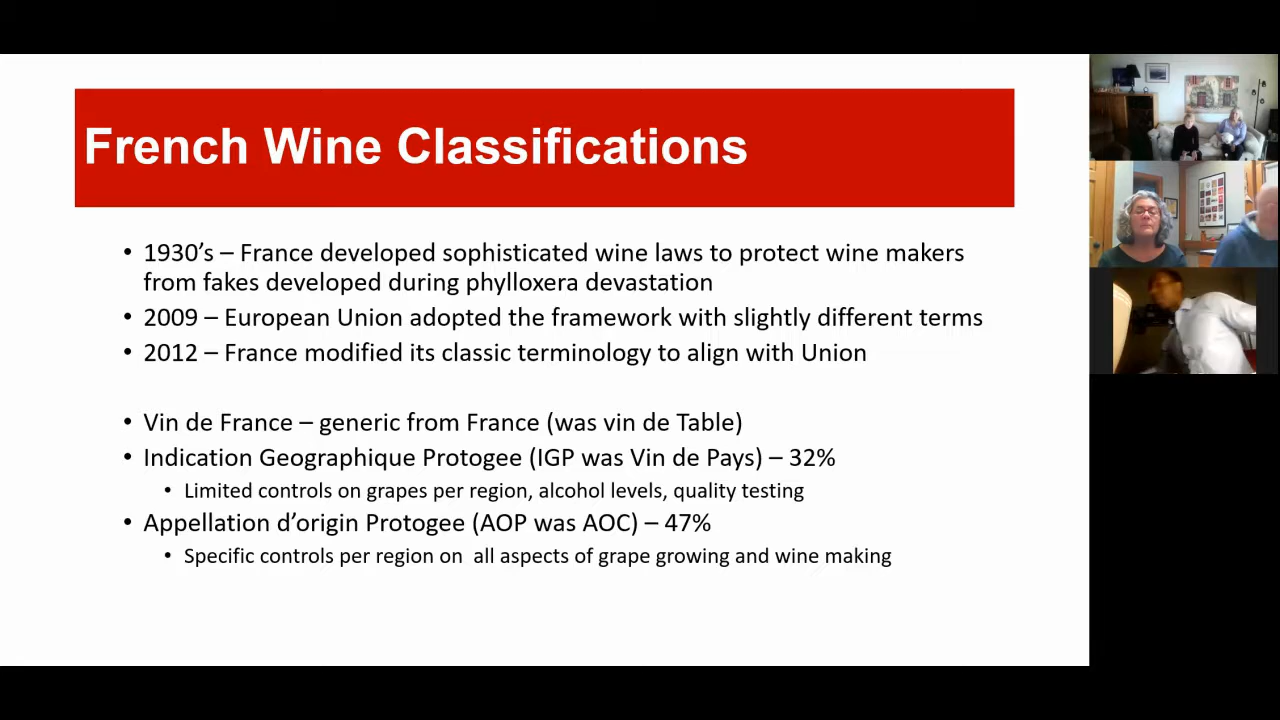 French Wine Classifications
• 1930’s – France developed sophisticated wine laws to protect wine makers
from fakes developed during phylloxera devastation
• 2009 – European Union adopted the framework with slightly different terms
• 2012 – France modified its classic terminology to align with Union
• Vin de France – generic from France (was vin de Table)
• Indication Geographique Protogee (IGP was Vin de Pays) – 32%
• Limited controls on grapes per region, alcohol levels, quality testing
• Appellation d’origin Protogee (AOP was AOC) – 47%
• Specific controls per region on  all aspects of grape growing and wine making